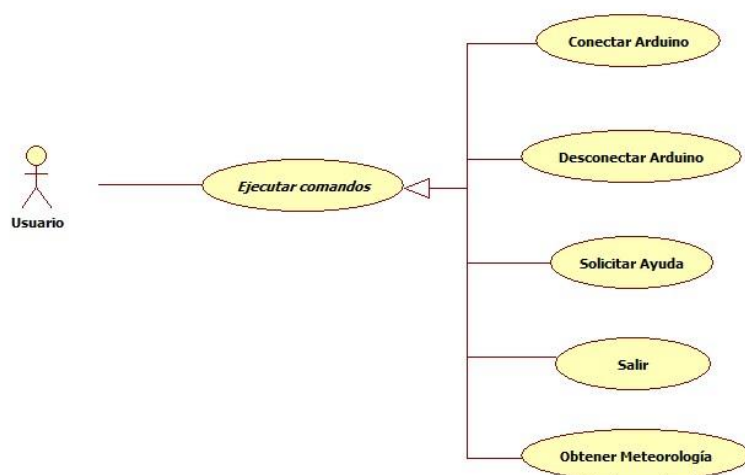 Conectar Arduino
Desconectar Arduino
Ejecutar comandos
Usuario
Solicitar Ayuda
Salir
Obtener Meteorología